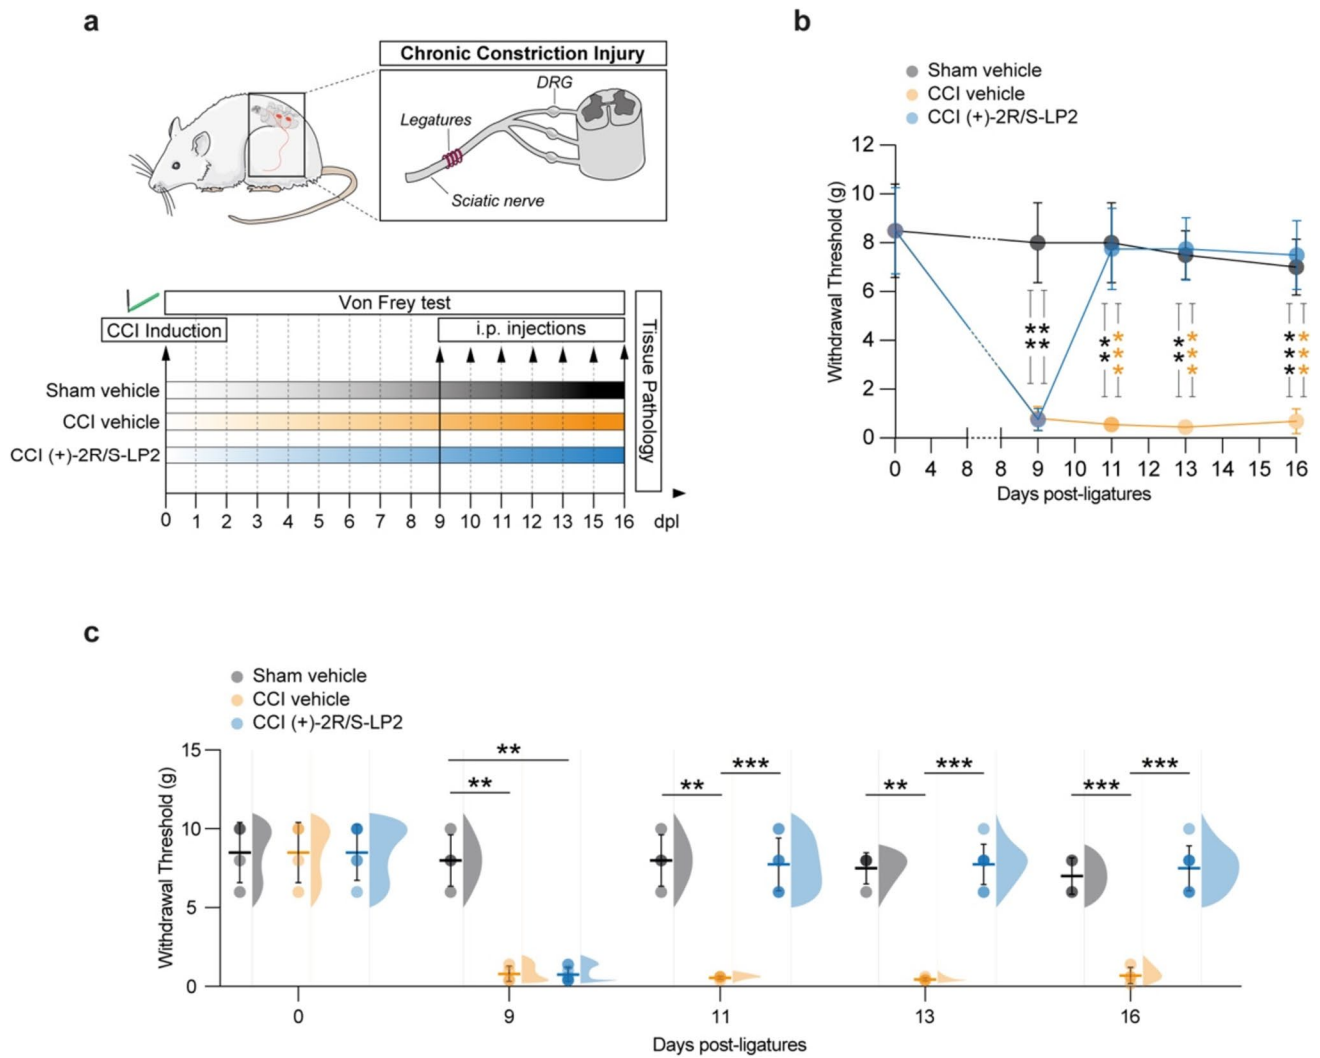 a
Chronic Constriction Injury
DRG
Legatures
Sciatic nerve
Von Frey test
CCI Induction
i.p. injections
Tissue Pathology
Sham vehicle
CCI vehicle
CCI (+)-2R/S-LP2
0 1 2 3 4 5 6 7 8 9 10 11 12 13 15 16 dpl
b
Sham vehicle
CCI vehicle
CCI (+)-2R/S-LP2
Withdrawal Threshold (g)
12
10
8
6
4
2
0
** ** ** *** ** *** *** ***
0 4 8 8 9 10 11 12 13 14 15 16
Days post-ligatures
c
Sham vehicle
CCI vehicle
CCI (+)-2R/S-LP2
Withdrawal Threshold (g)
15
10
5
0
**
**
** ***
** ***
*** ***
0 9 11 13 16
Days post-ligatures